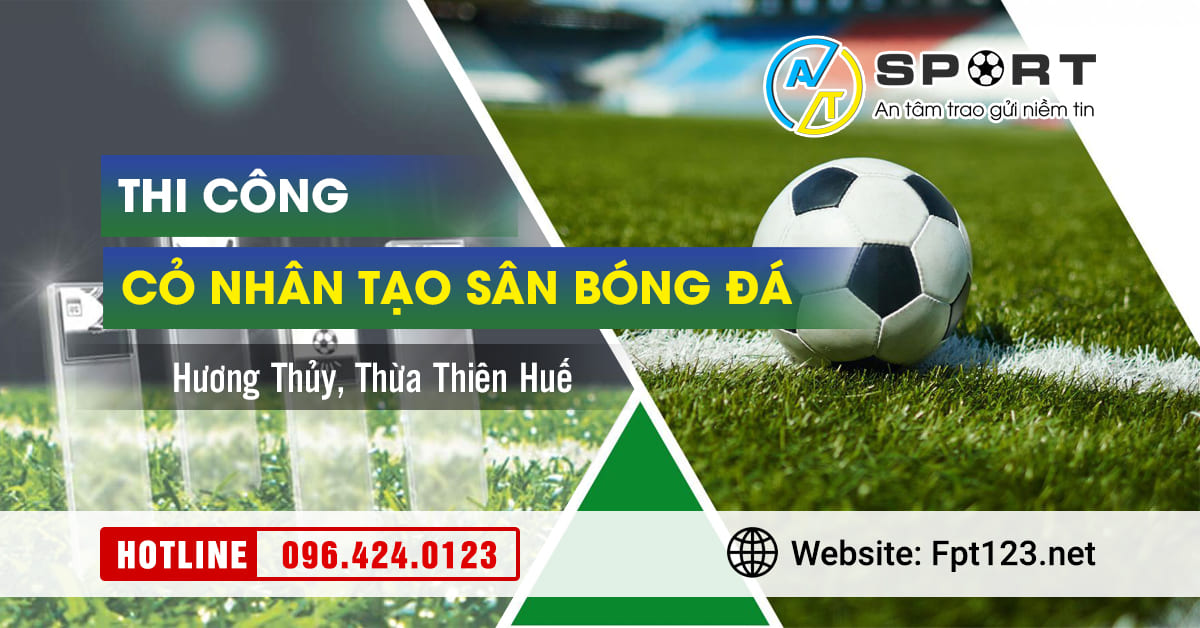 AT SPORT
An tâm trao gửi niềm tin
THI CÔNG
CỎ NHÂN TẠO SÂN BÓNG ĐÁ
Hương Thủy, Thừa Thiên Huế
HOTLINE 096.424.0123
Website: Fpt123.net